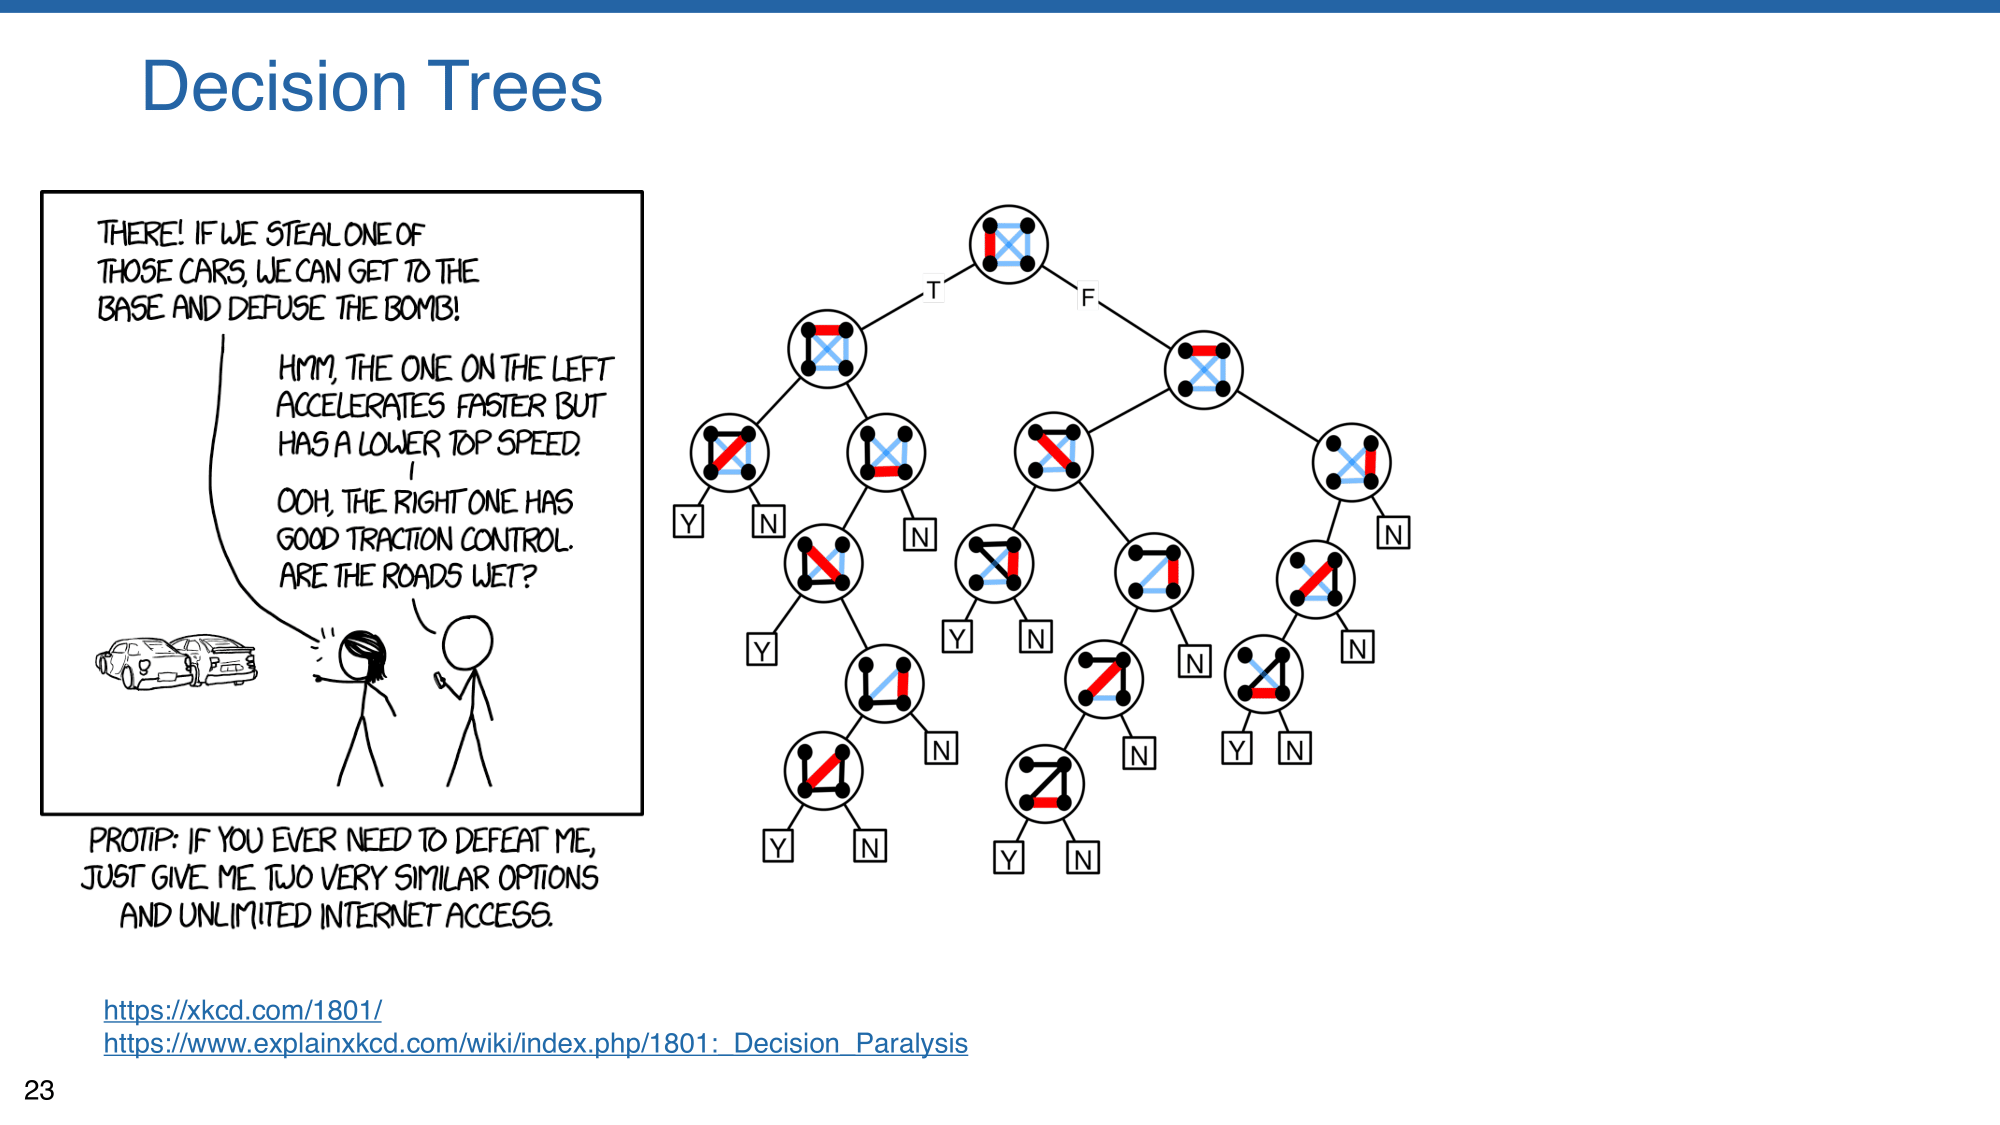 Decision Trees
THERE! IF WE STEAL ONE OF
THOSE CARS, WE CAN GET TO THE
BASE AND DEFUSE THE BOMB!
HMM, THE ONE ON THE LEFT
ACCELERATES FASTER BUT
HAS A LOWER TOP SPEED.
OOH, THE RIGHT ONE HAS
GOOD TRACTION CONTROL.
ARE THE ROADS WET?
PROTIP: IF YOU EVER NEED TO DEFEAT ME,
JUST GIVE ME TWO VERY SIMILAR OPTIONS
AND UNLIMITED INTERNET ACCESS.
T F
Y N N N
Y Y N N N
N N Y N
Y N Y N
https://xkcd.com/1801/
https://www.explainxkcd.com/wiki/index.php/1801:_Decision_Paralysis
23